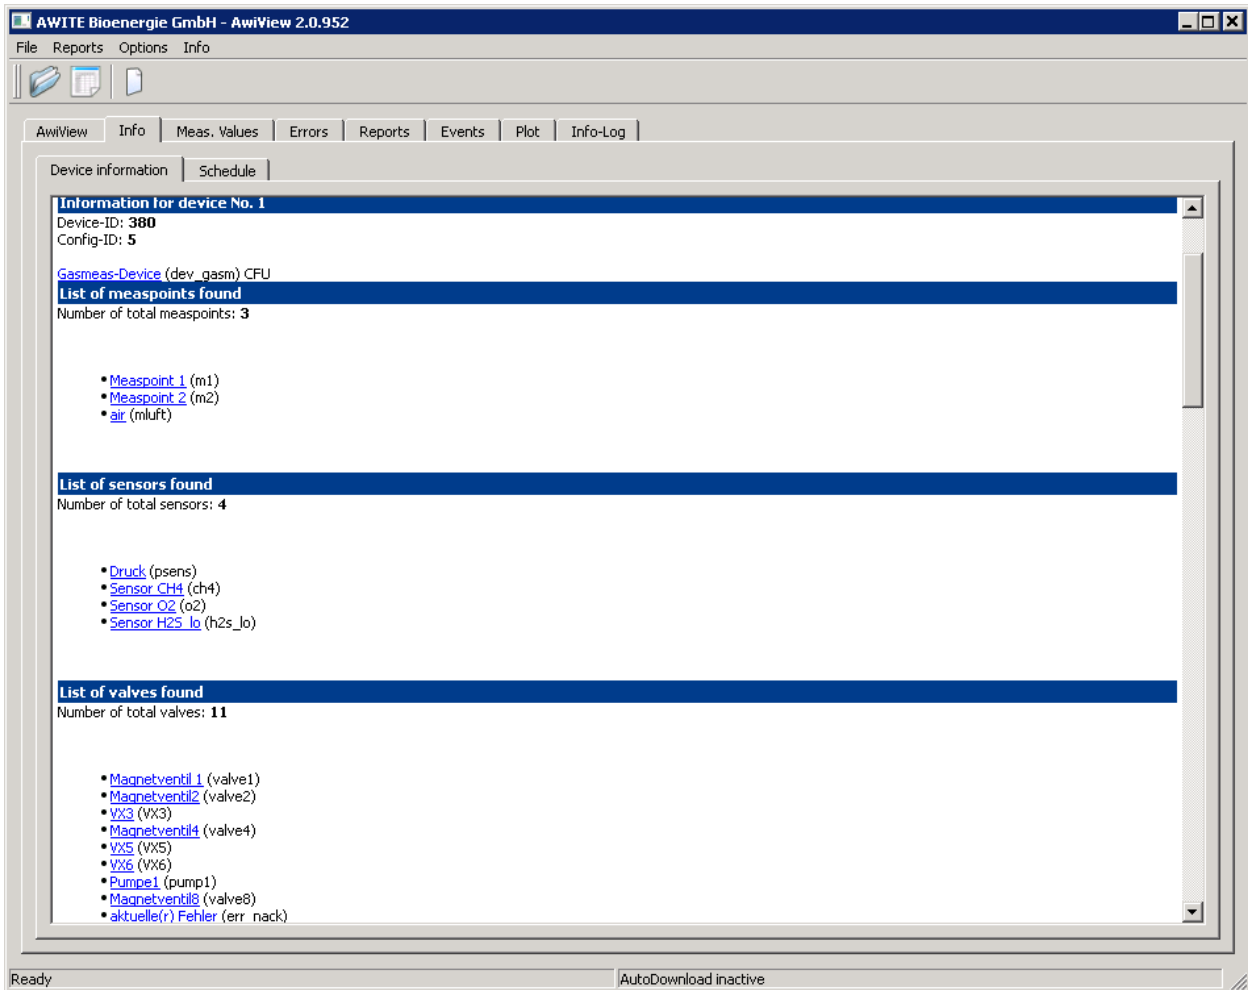 AWITE Bioenergie GmbH - AwiView 2.0.952
File Reports Options Info
AwiView Info Meas. Values Errors Reports Events Plot Info-Log
Device information Schedule
Information for device No. 1
Device-ID: 380
Config-ID: 5
Gasmeas-Device (dev_gasm) CFU
List of measpoints found
Number of total measpoints: 3
• Measpoint 1 (m1)
• Measpoint 2 (m2)
• air (mluft)
List of sensors found
Number of total sensors: 4
• Druck (psens)
• Sensor CH4 (ch4)
• Sensor O2 (o2)
• Sensor H2S_lo (h2s_lo)
List of valves found
Number of total valves: 11
• Magnetventil 1 (valve1)
• Magnetventil2 (valve2)
• VX3 (VX3)
• Magnetventil4 (valve4)
• VX5 (VX5)
• VX6 (VX6)
• Pumpe1 (pump1)
• Magnetventil8 (valve8)
• aktuelle(r) Fehler (err_nack)
Ready AutoDownload inactive